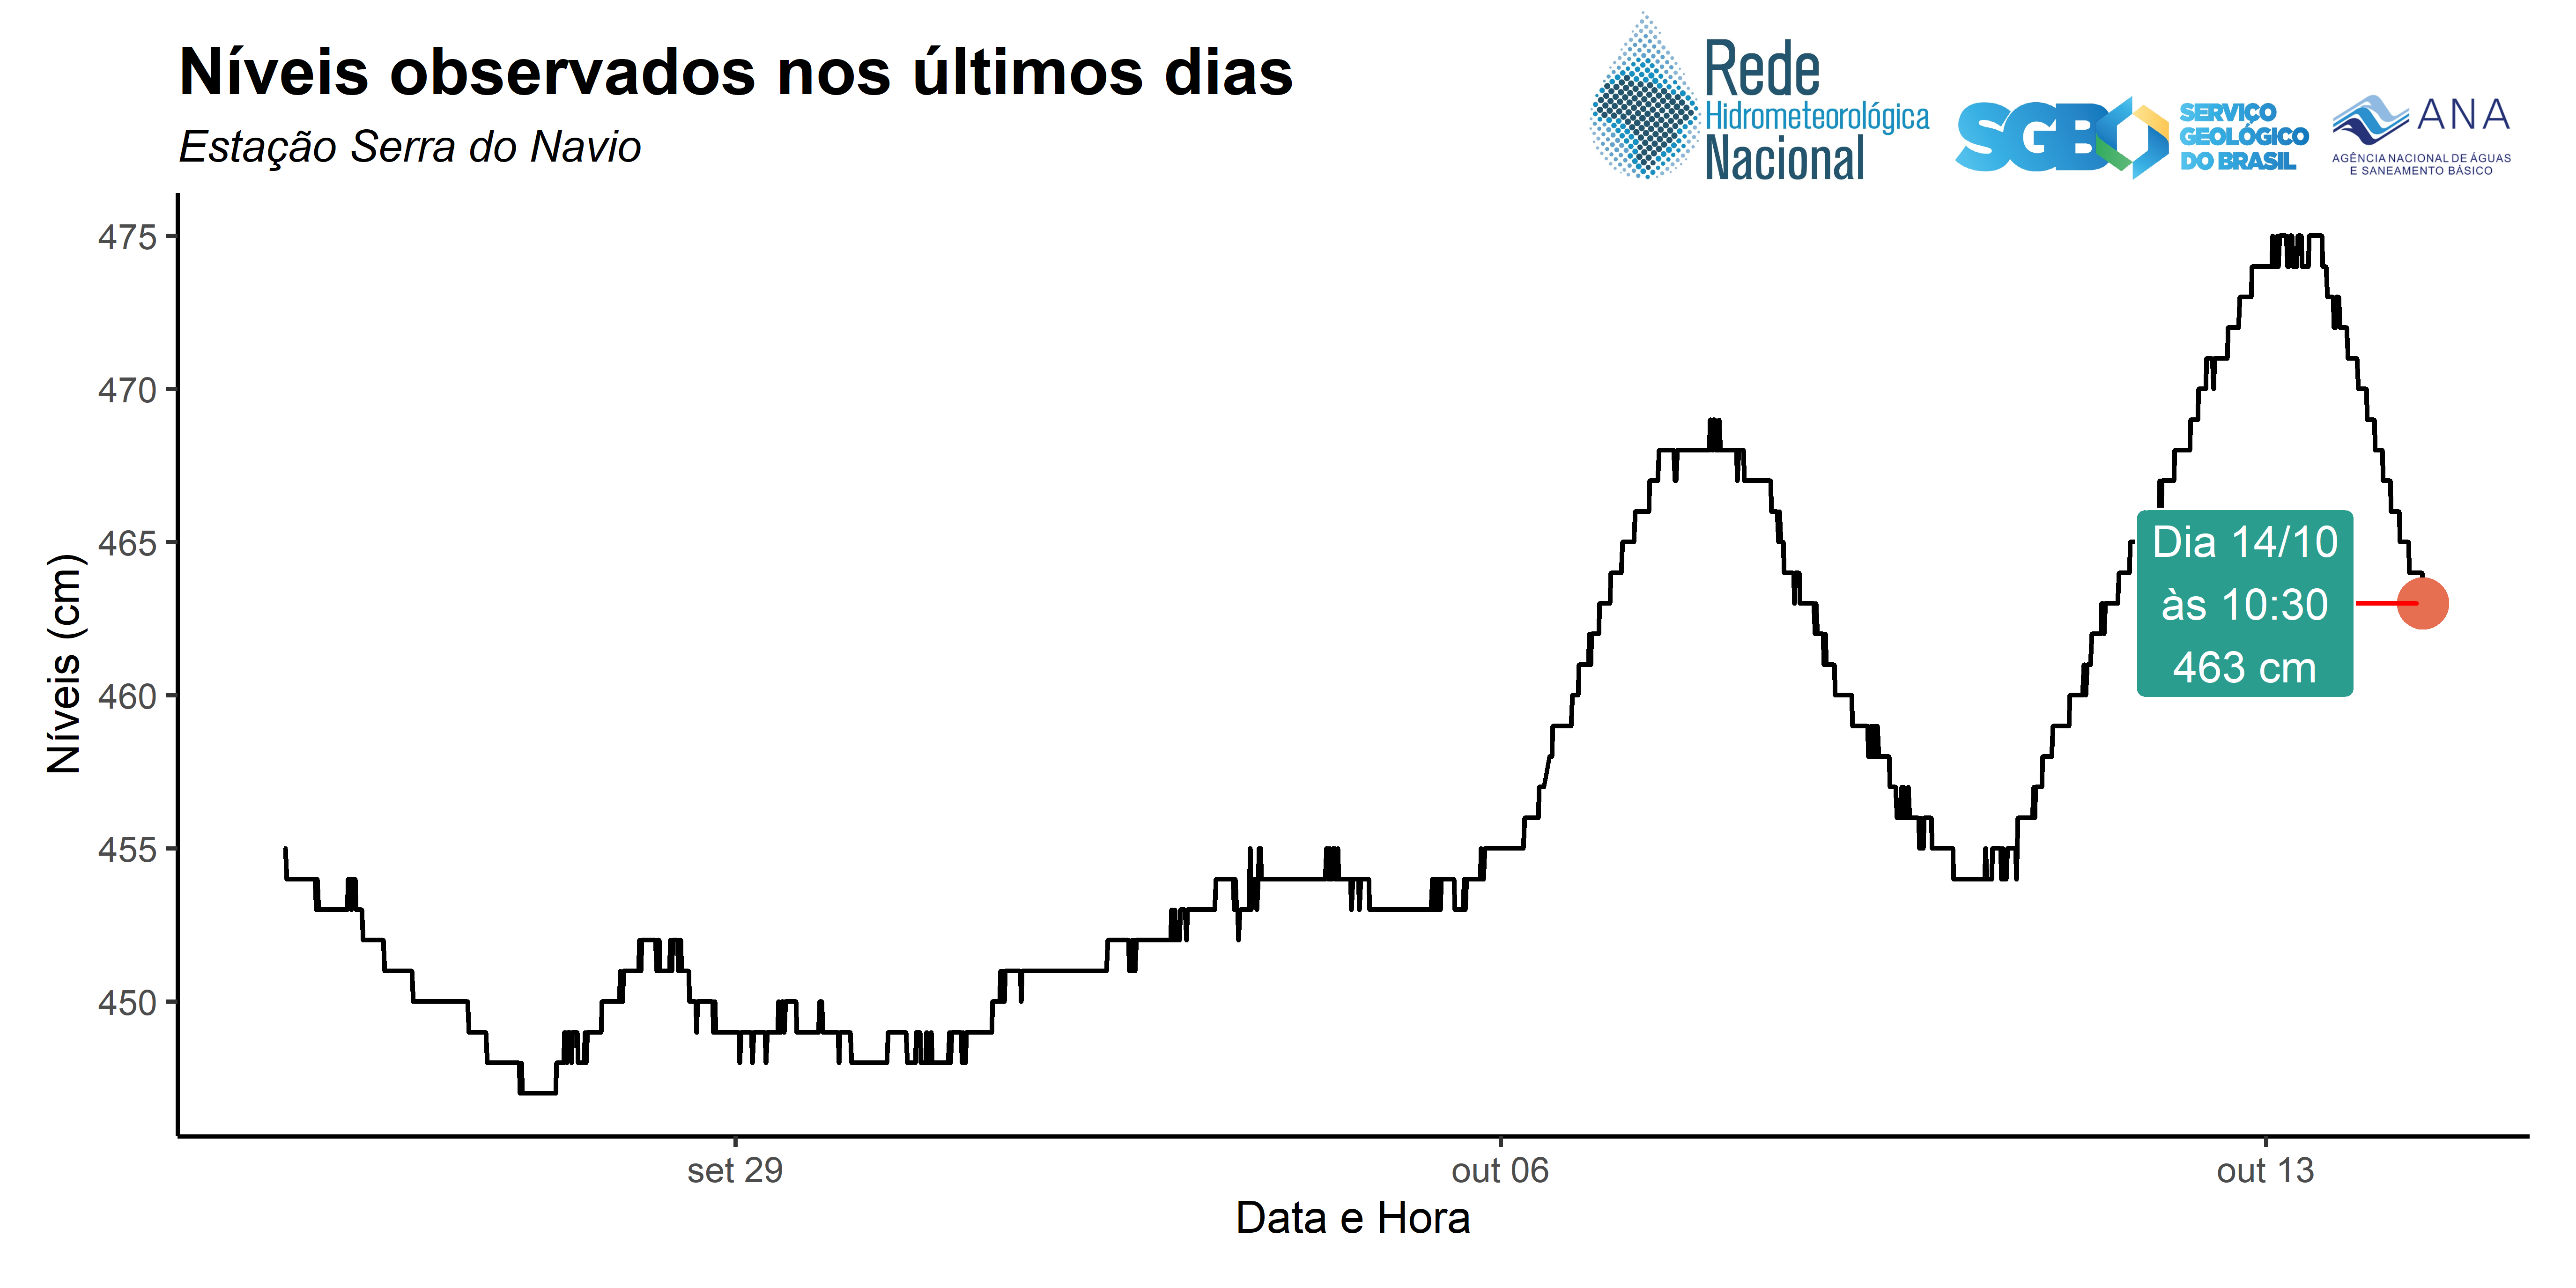 Níveis observados nos últimos dias
Estação Serra do Navio
Rede
Hidrometeorológica
Nacional
SGB
SERVIÇO
GEOLÓGICO
DO BRASIL
ANA
AGÊNCIA NACIONAL DE ÁGUAS
E SANEAMENTO BÁSICO
Níveis (cm)
475
470
465
460
455
450
Dia 14/10
às 10:30
463 cm
set 29
out 06
out 13
Data e Hora